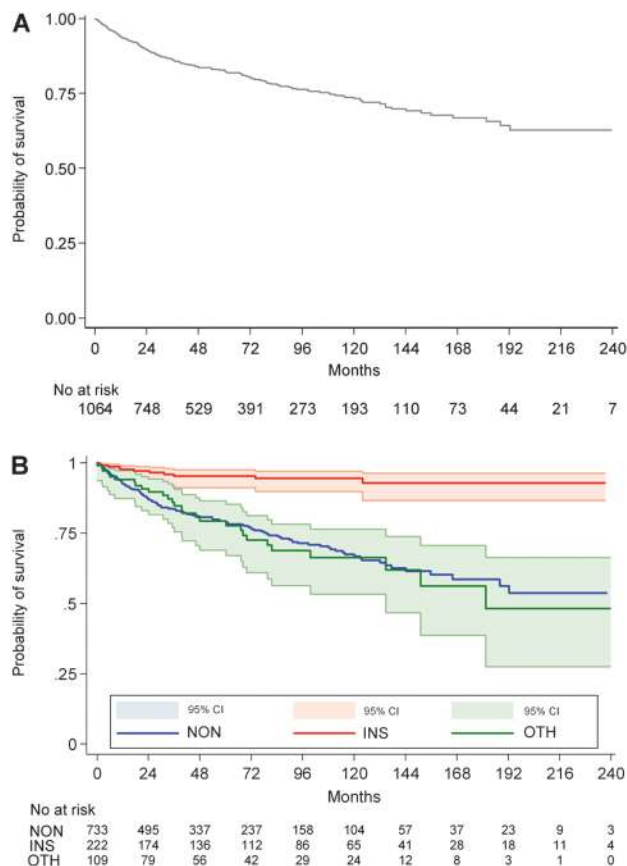 A
1.00
0.75
0.50
0.25
0.00
Probability of survival
0 24 48 72 96 120 144 168 192 216 240
Months
No at risk
1064 748 529 391 273 193 110 73 44 21 7
B
1
.75
.5
.25
0
Probability of survival
95% CI 95% CI 95% CI
NON INS OTH
0 24 48 72 96 120 144 168 192 216 240
Months
No at risk
NON 733 495 337 237 158 104 57 37 23 9 3
INS 222 174 136 112 86 65 41 28 18 11 4
OTH 109 79 56 42 29 24 12 8 3 1 0